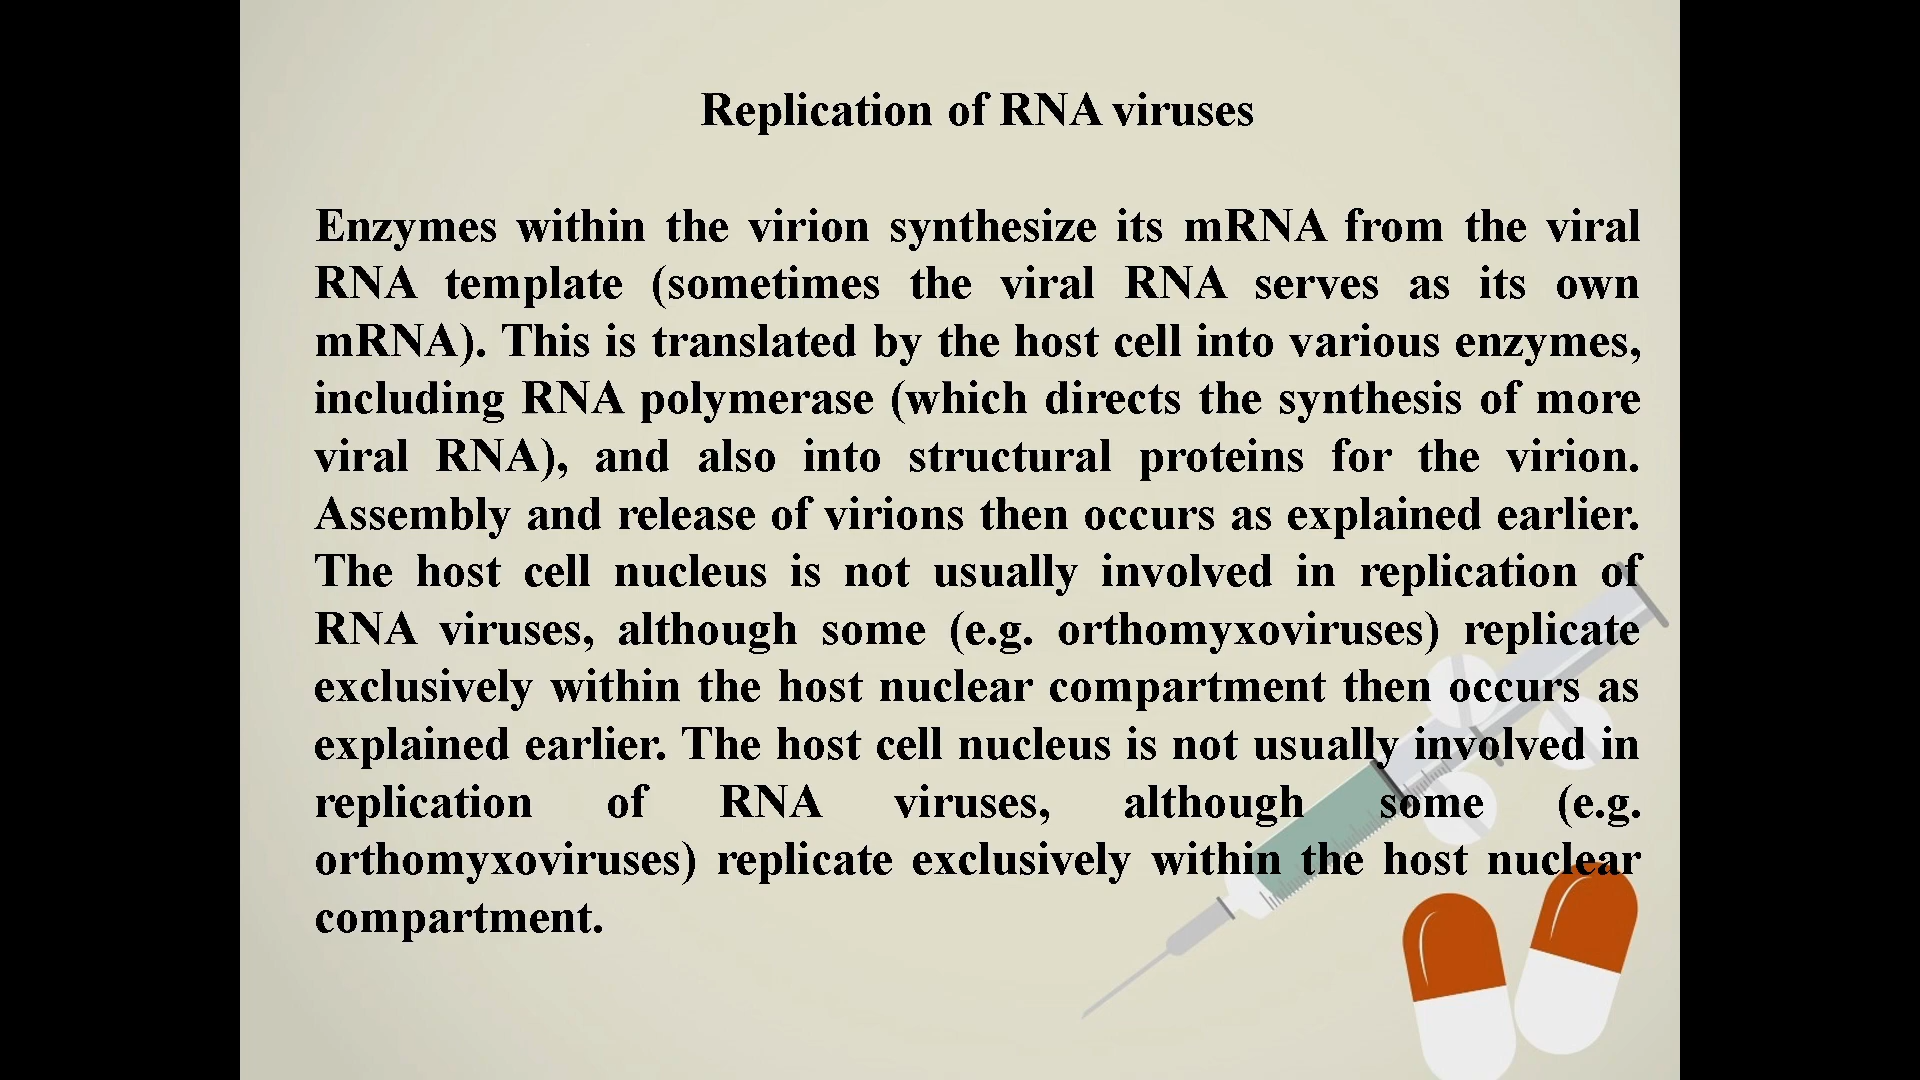 Replication of RNA viruses
Enzymes within the virion synthesize its mRNA from the viral
RNA template (sometimes the viral RNA serves as its own
mRNA). This is translated by the host cell into various enzymes,
including RNA polymerase (which directs the synthesis of more
viral RNA), and also into structural proteins for the virion.
Assembly and release of virions then occurs as explained earlier.
The host cell nucleus is not usually involved in replication of
RNA viruses, although some (e.g. orthomyxoviruses) replicate
exclusively within the host nuclear compartment then occurs as
explained earlier. The host cell nucleus is not usually involved in
replication of RNA viruses, although some (e.g.
orthomyxoviruses) replicate exclusively within the host nuclear
compartment.